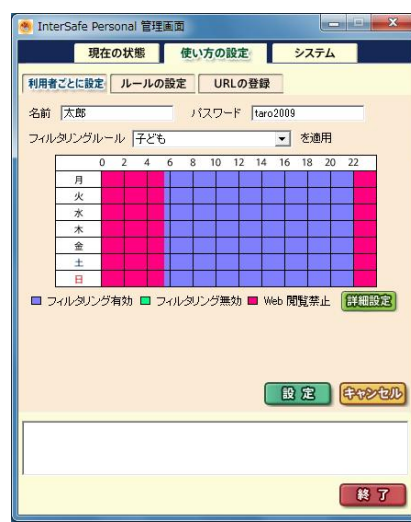 InterSafe Personal 管理画面
現在の状態 使い方の設定 システム
利用者ごとに設定 ルールの設定 URLの登録
名前 太郎 パスワード taro2009
フィルタリングルール 子ども を適用
0 2 4 6 8 10 12 14 16 18 20 22
月
火
水
木
金
土
日
フィルタリング有効 フィルタリング無効 Web 閲覧禁止 詳細設定
設定 キャンセル
終了